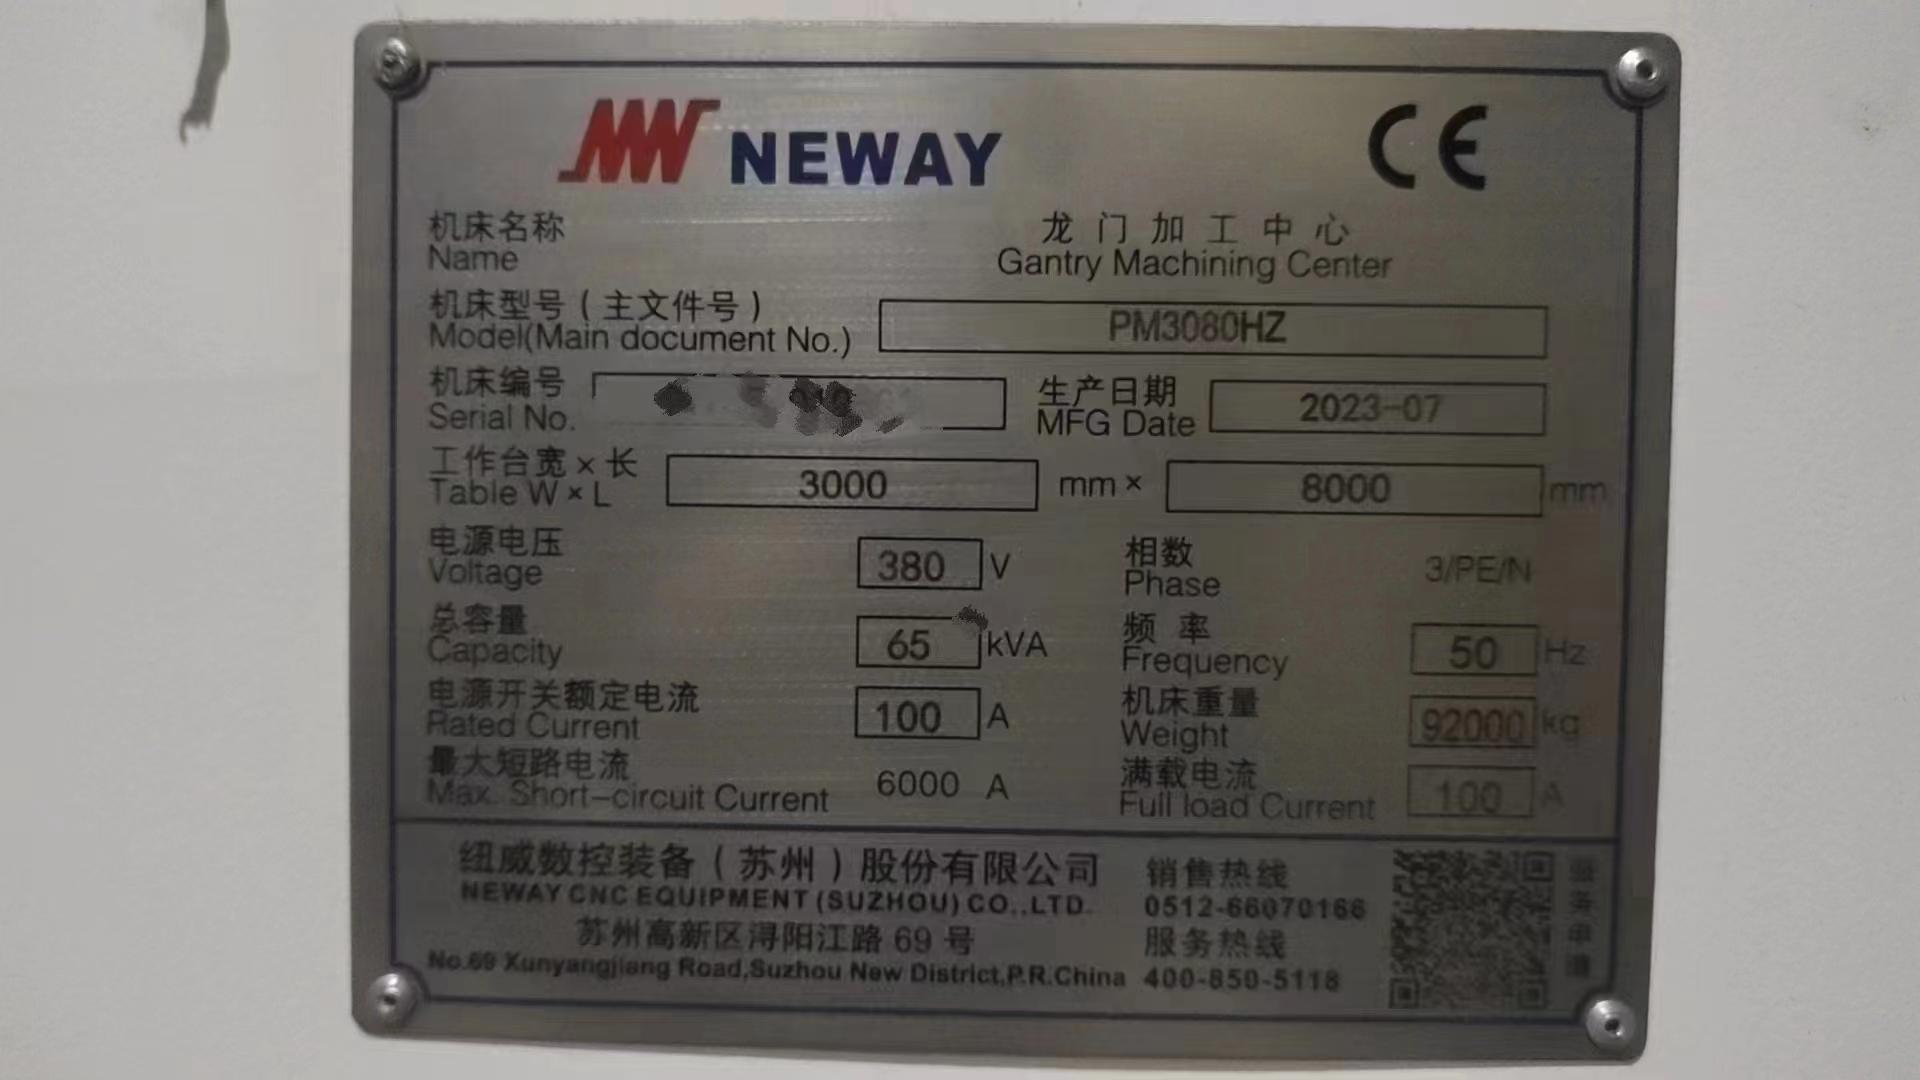 NEWAY CE
机床名称
Name
龙门加工中心
Gantry Machining Center
机床型号(主文件号)
Model(Main document No.) PM3080HZ
机床编号
Serial No.
生产日期
MFG Date 2023-07
工作台宽×长
Table W×L 3000 mm× 8000 mm
电源电压
Voltage 380 V
相数
Phase 3/PE/N
总容量
Capacity 65 kVA
频率
Frequency 50 Hz
电源开关额定电流
Rated Current 100 A
机床重量
Weight 92000 kg
最大短路电流
Max. Short-circuit Current 6000 A
满载电流
Full load Current 100 A
纽威数控装备(苏州)股份有限公司
NEWAY CNC EQUIPMENT (SUZHOU) CO.,LTD.
苏州高新区浔阳江路 69 号
No.69 Xunyangjiang Road,Suzhou New District,P.R.China
销售热线
0512-66070166
服务热线
400-850-5118